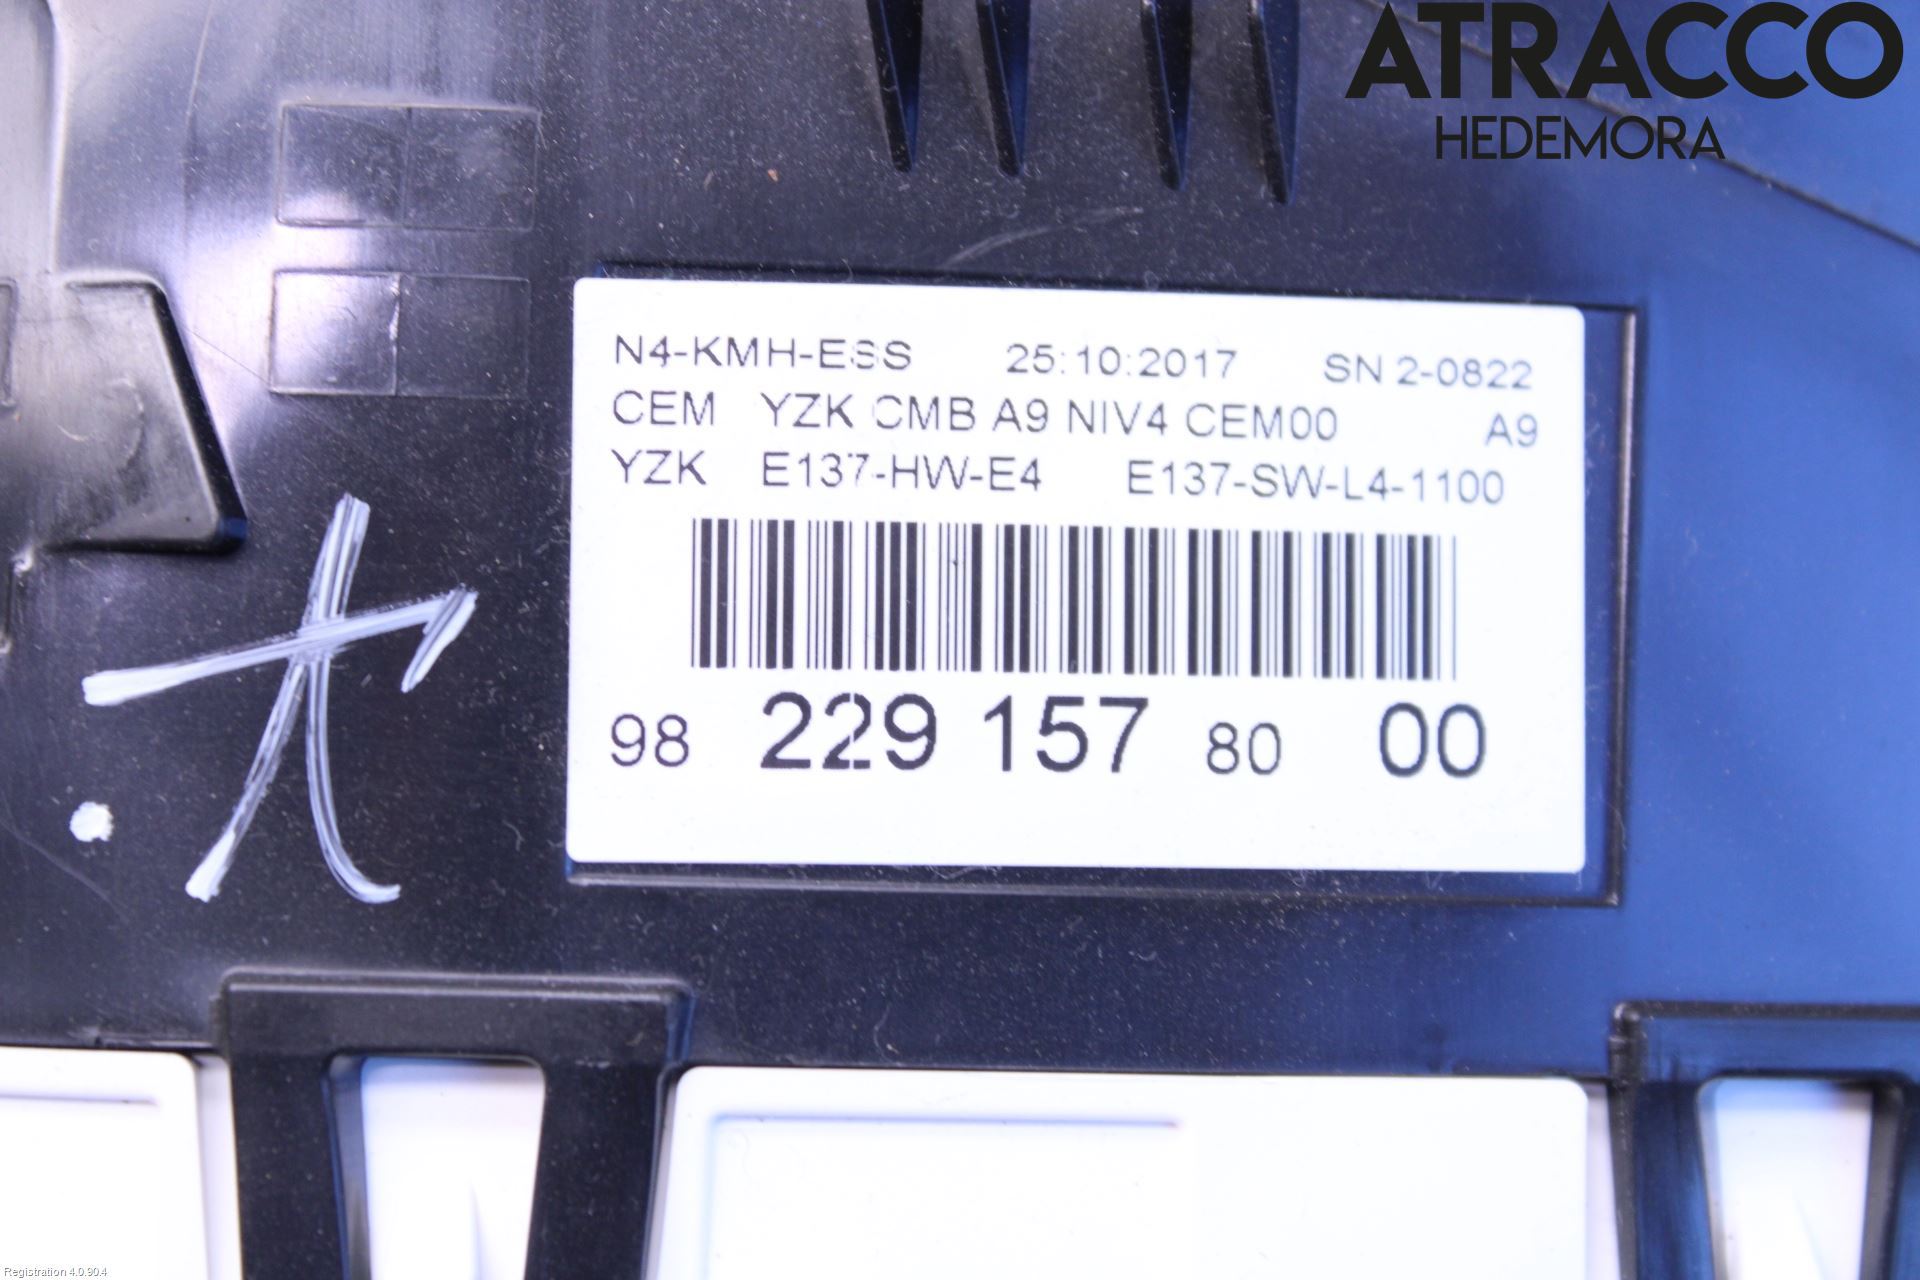 ATRACCO
HEDEMORA
N4-KMH-ESS 25:10:2017 SN 2-0822
CEM YZK CMB A9 NIV4 CEM00 A9
YZK E137-HW-E4 E137-SW-L4-1100
98 229 157 80 00
Registration 4.0.90.4